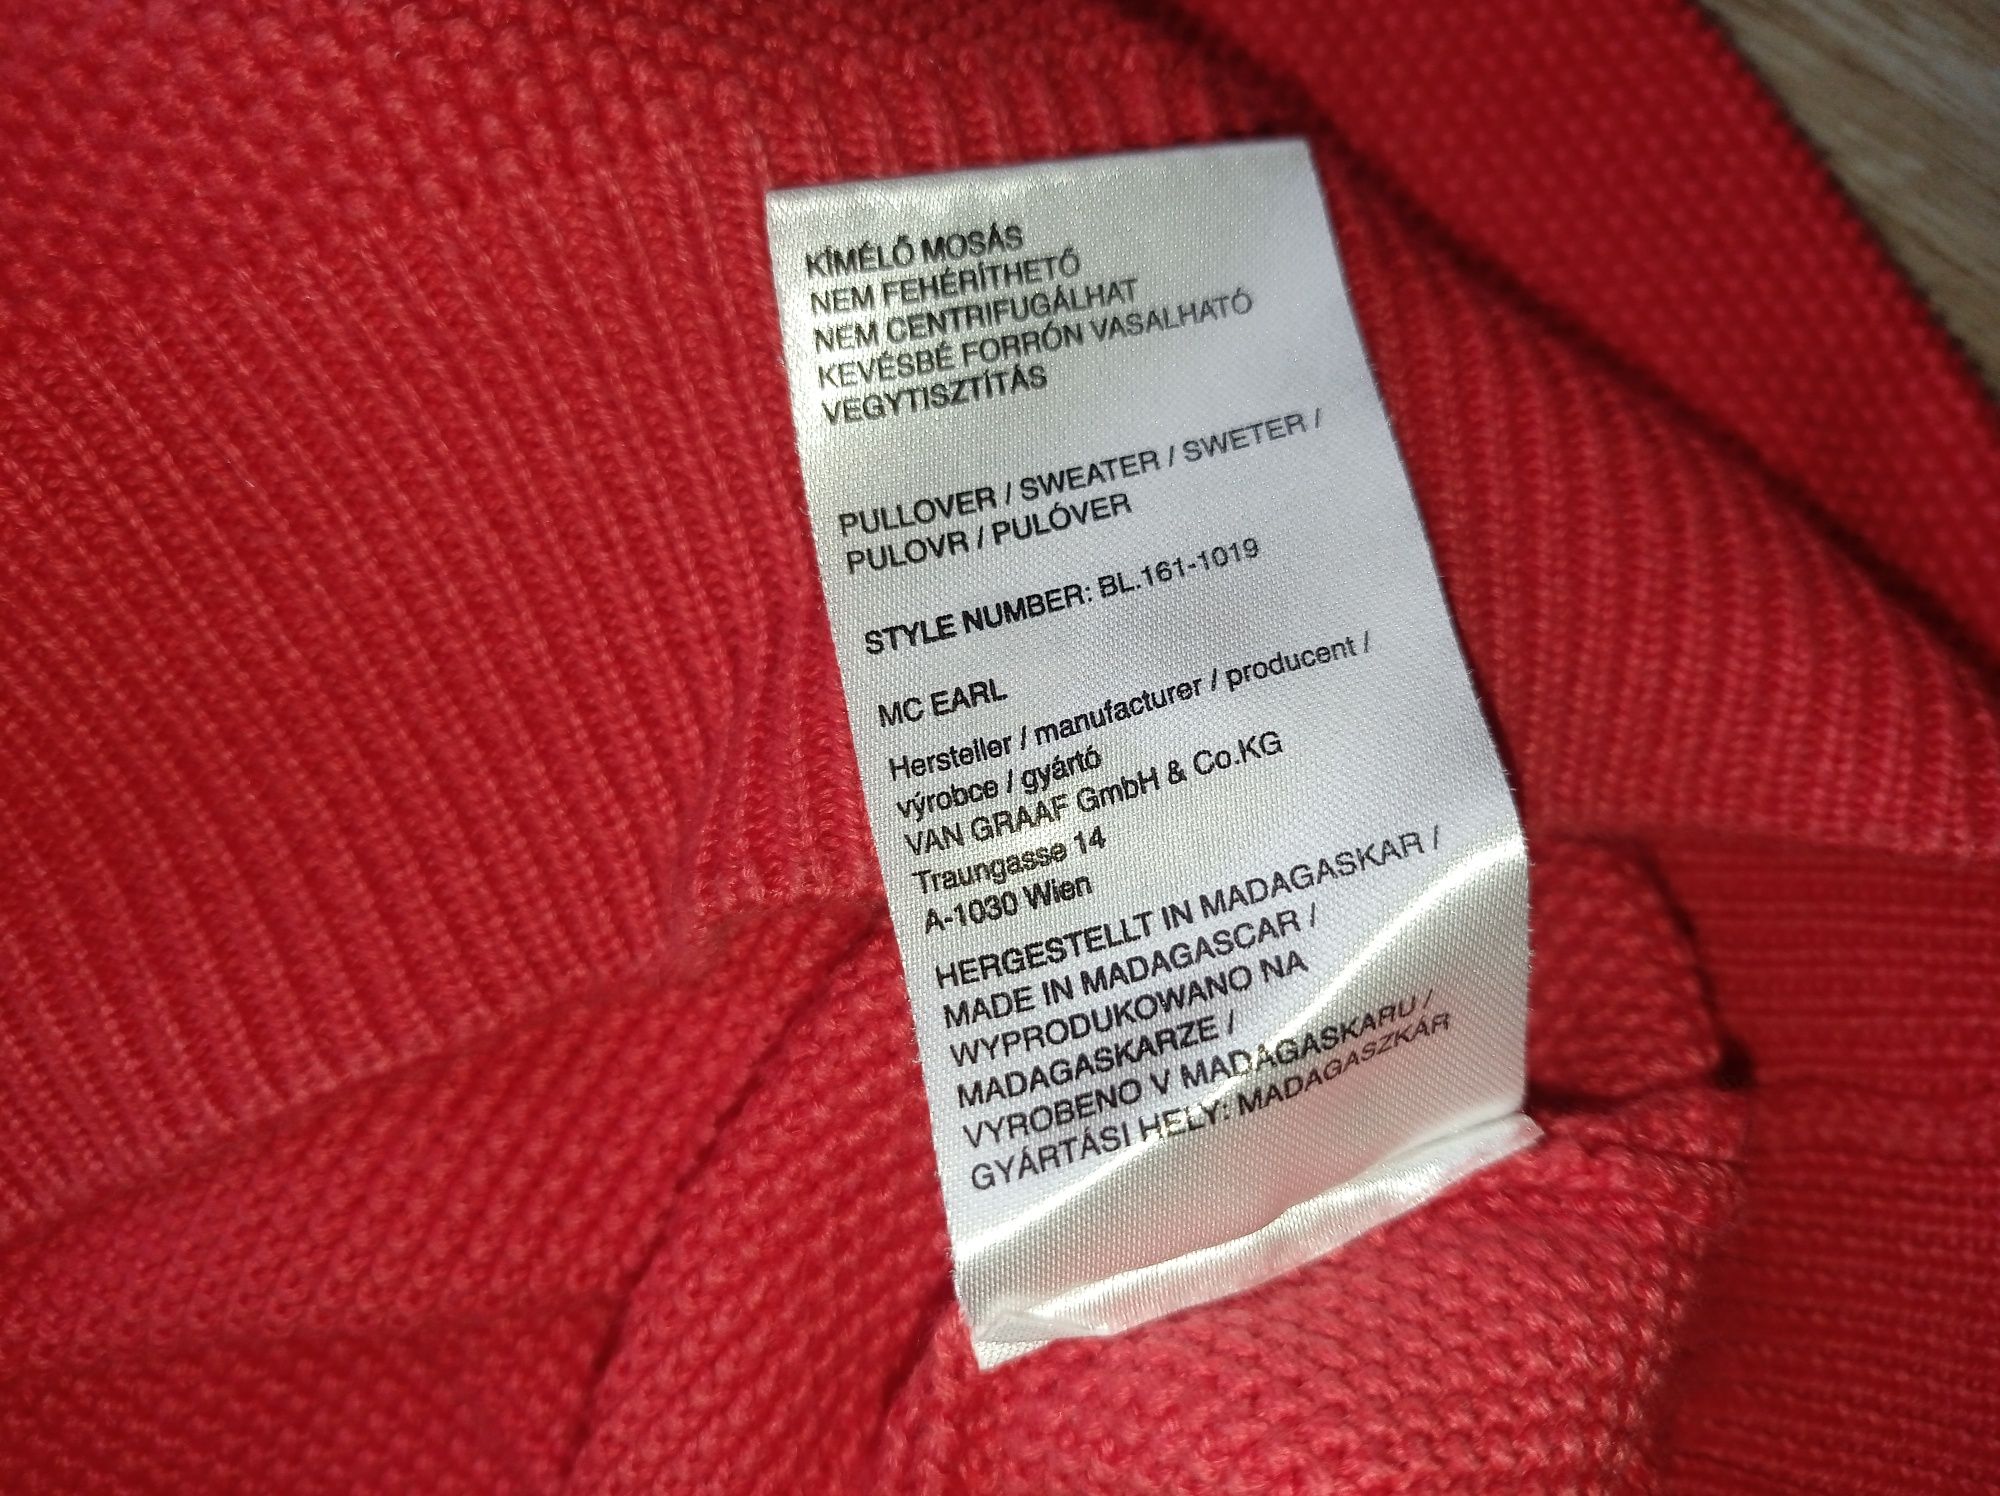 KÍMÉLŐ MOSÁS
NEM FEHÉRÍTHETŐ
NEM CENTRIFUGÁLHAT
KEVÉSBÉ FORRÓN VASALHATÓ
VEGYTISZTÍTÁS
PULLOVER / SWEATER / SWETER /
PULOVR / PULÓVER
STYLE NUMBER: BL.161-1019
MC EARL
Hersteller / manufacturer / producent /
výrobce / gyártó
VAN GRAAF GmbH & Co.KG
Traungasse 14
A-1030 Wien
HERGESTELLT IN MADAGASKAR /
MADE IN MADAGASCAR /
WYPRODUKOWANO NA
MADAGASKARZE /
VYROBENO V MADAGASKARU /
GYÁRTÁSI HELY: MADAGASZKÁR